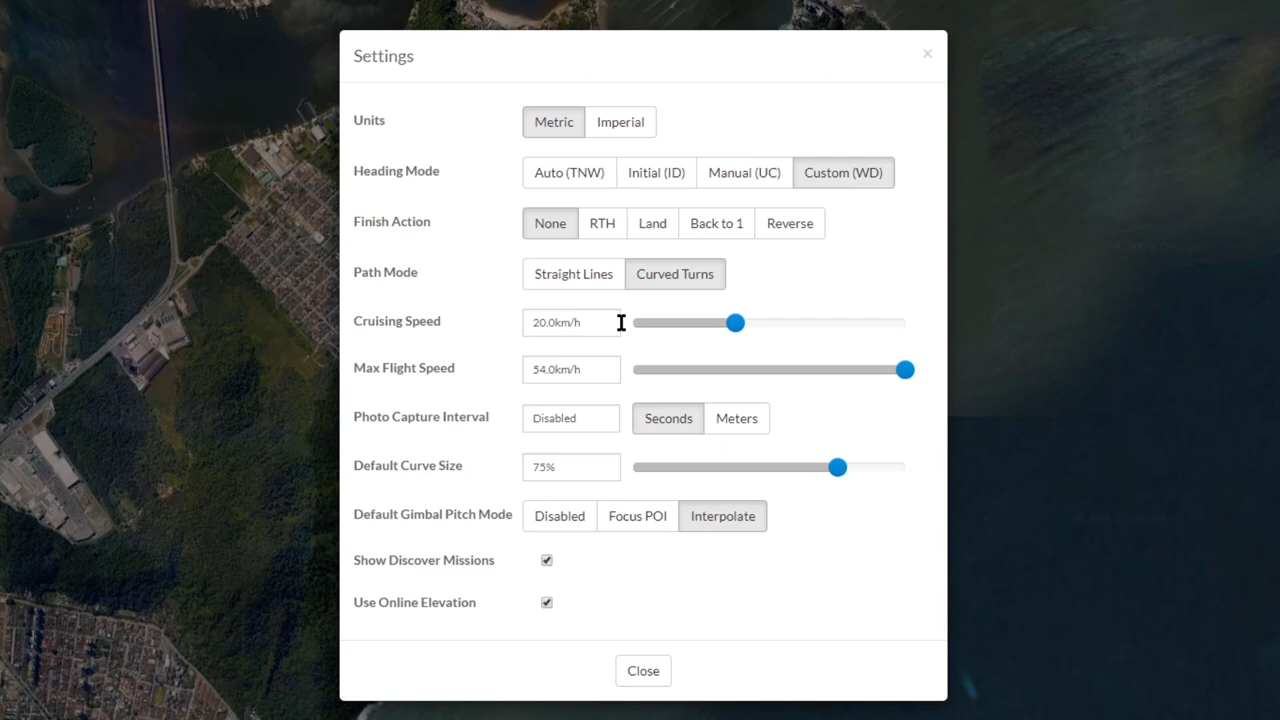 Settings ×
Units Metric Imperial
Heading Mode Auto (TNW) Initial (ID) Manual (UC) Custom (WD)
Finish Action None RTH Land Back to 1 Reverse
Path Mode Straight Lines Curved Turns
Cruising Speed 20.0km/h
Max Flight Speed 54.0km/h
Photo Capture Interval Disabled Seconds Meters
Default Curve Size 75%
Default Gimbal Pitch Mode Disabled Focus POI Interpolate
Show Discover Missions
Use Online Elevation
Close